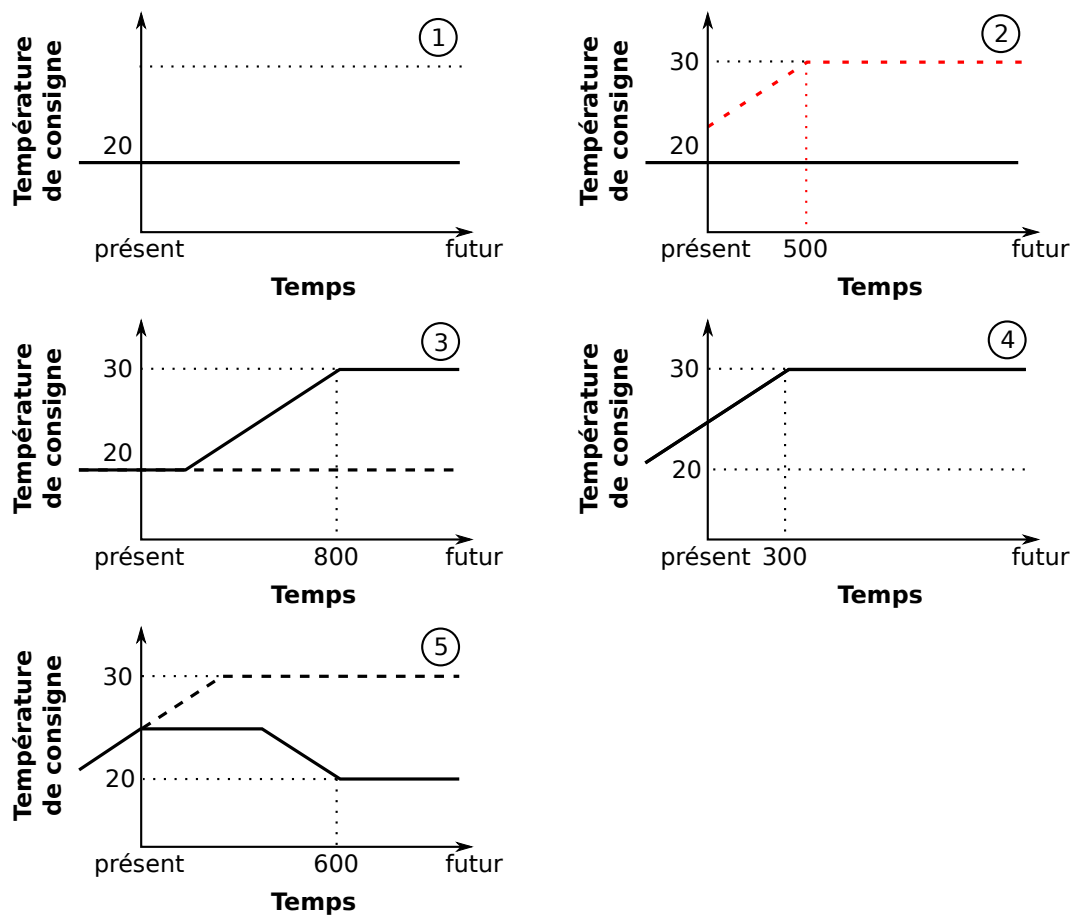 1
Température
de consigne
20
présent
futur
Temps
2
Température
de consigne
30
20
présent
500
futur
Temps
3
Température
de consigne
30
20
présent
800
futur
Temps
4
Température
de consigne
30
20
présent
300
futur
Temps
5
Température
de consigne
30
20
présent
600
futur
Temps